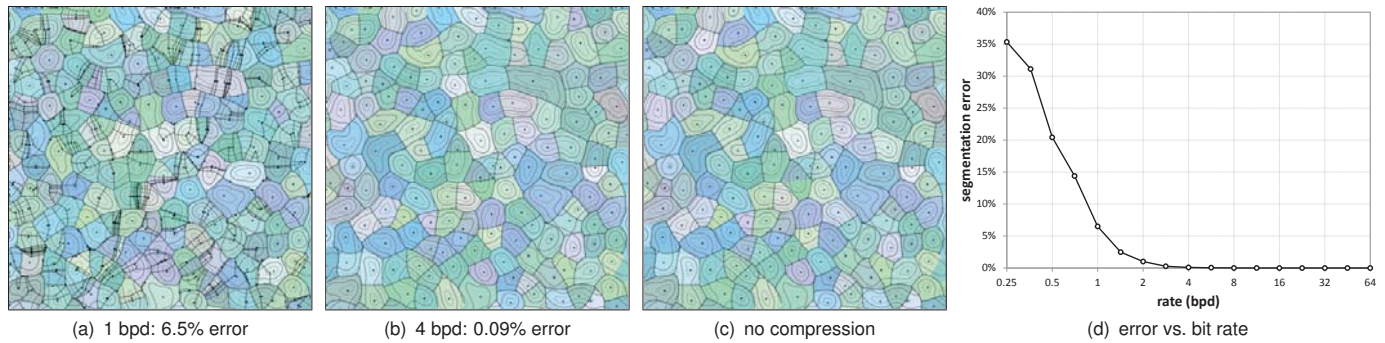 40%
35%
30%
25%
20%
15%
10%
5%
0%
segmentation error
0.25 0.5 1 2 4 8 16 32 64
rate (bpd)
(a) 1 bpd: 6.5% error
(b) 4 bpd: 0.09% error
(c) no compression
(d) error vs. bit rate